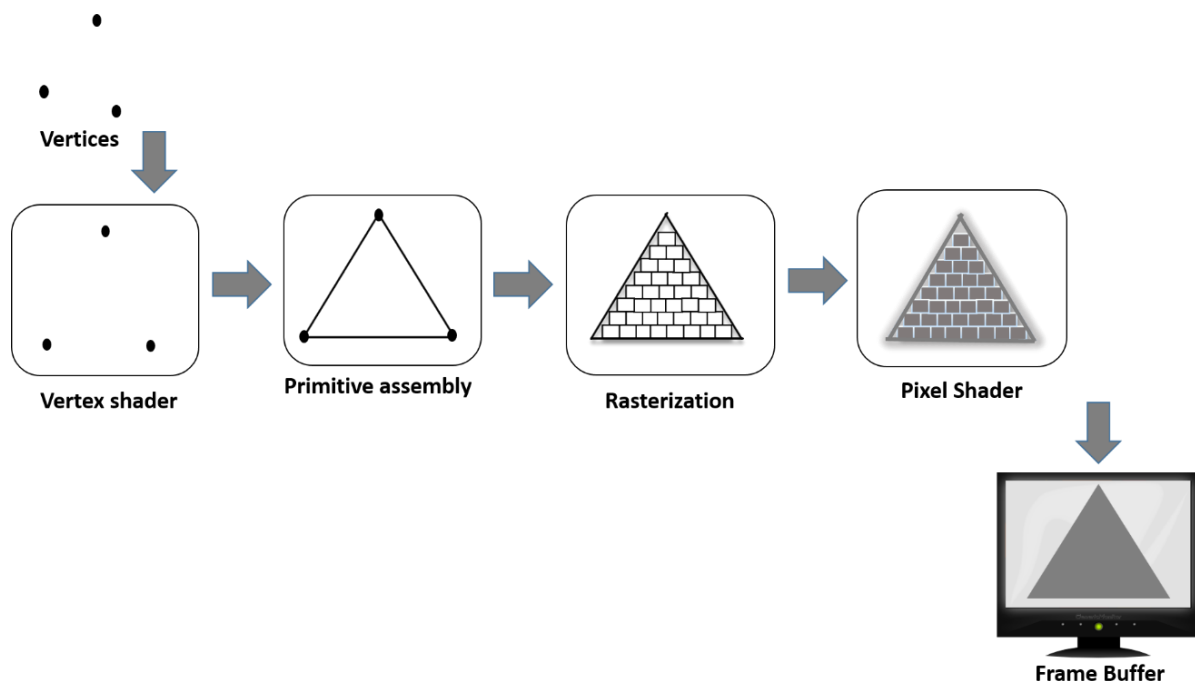 Vertices
Vertex shader
Primitive assembly
Rasterization
Pixel Shader
Frame Buffer